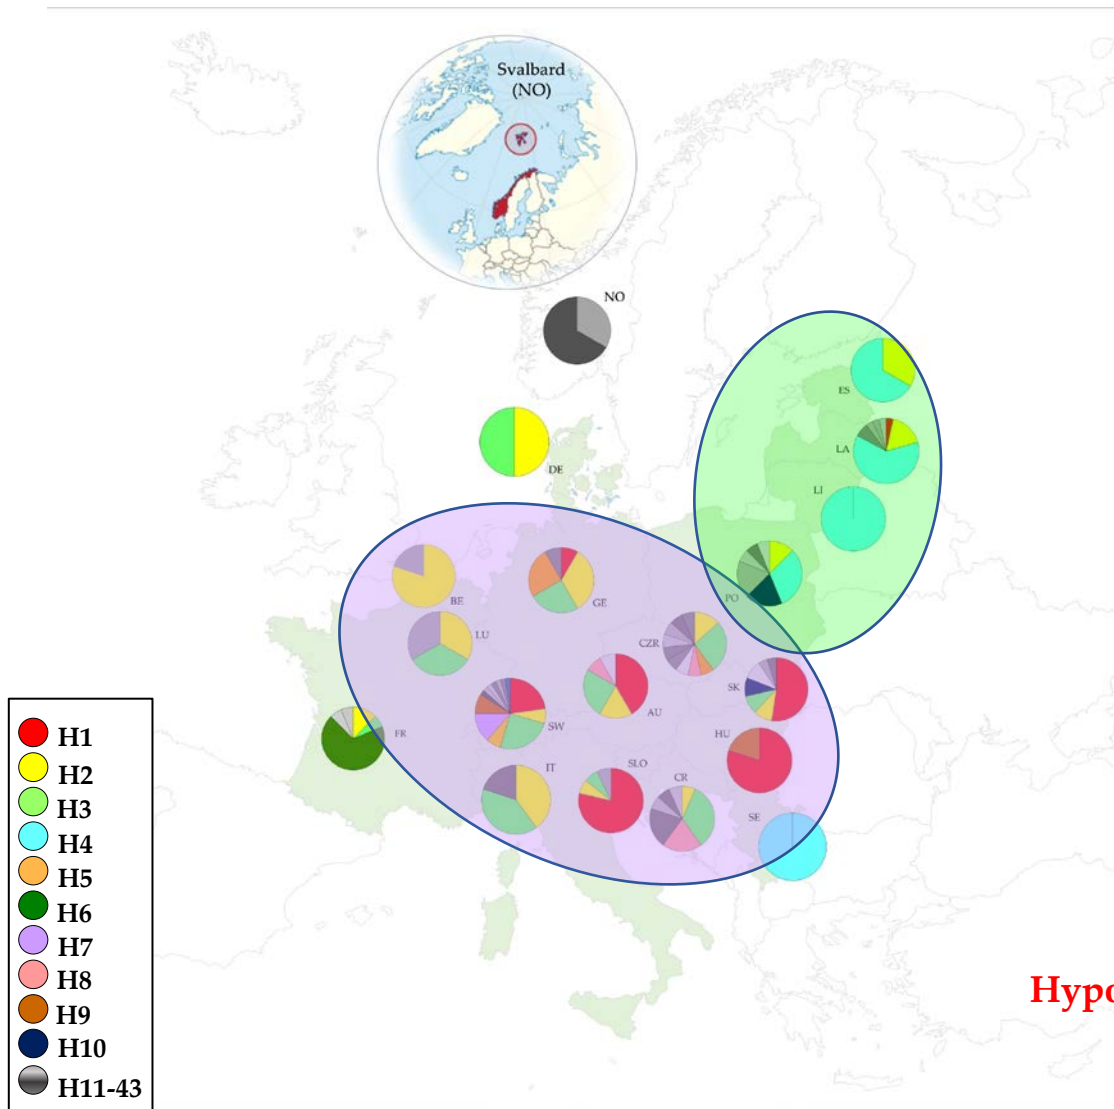 Svalbard
(NO)
NO
ES
LA
DE
LI
PO
BE
GE
LU
CZR
SK
AU
SW
FR
HU
IT
SLO
CR
SE
H1
H2
H3
H4
H5
H6
H7
H8
H9
H10
H11-43
Hypo